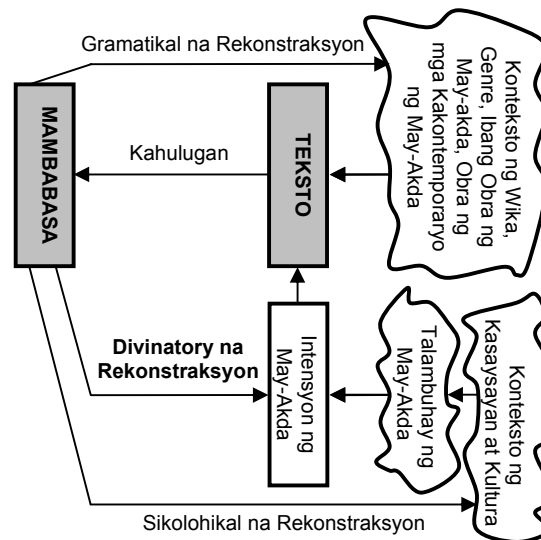 Gramatikal na Rekonstraksyon
Konteksto ng Wika,
Genre, Ibang Obra ng
May-akda, Obra ng
mga Kakontemporaryo
ng May-Akda
MAMBABASA
Kahulugan
TEKSTO
Divinatory na
Rekonstraksyon
Intensyon ng
May-Akda
Talambuhay ng
May-Akda
Konteksto ng
Kasaysayan at Kultura
Sikolohikal na Rekonstraksyon